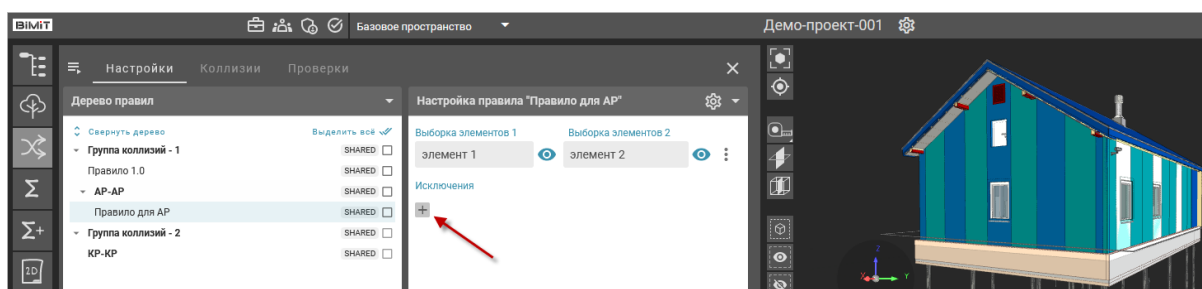 BIMIT
Базовое пространство
Демо-проект-001
Настройки Коллизии Проверки
Дерево правил
Свернуть дерево Выделить всё
Группа коллизий - 1 SHARED
Правило 1.0 SHARED
АР-АР SHARED
Правило для АР SHARED
Группа коллизий - 2 SHARED
КР-КР SHARED
Настройка правила "Правило для АР"
Выборка элементов 1 Выборка элементов 2
элемент 1 элемент 2
Исключения
+
Σ
Σ+
2D
Z
X Y